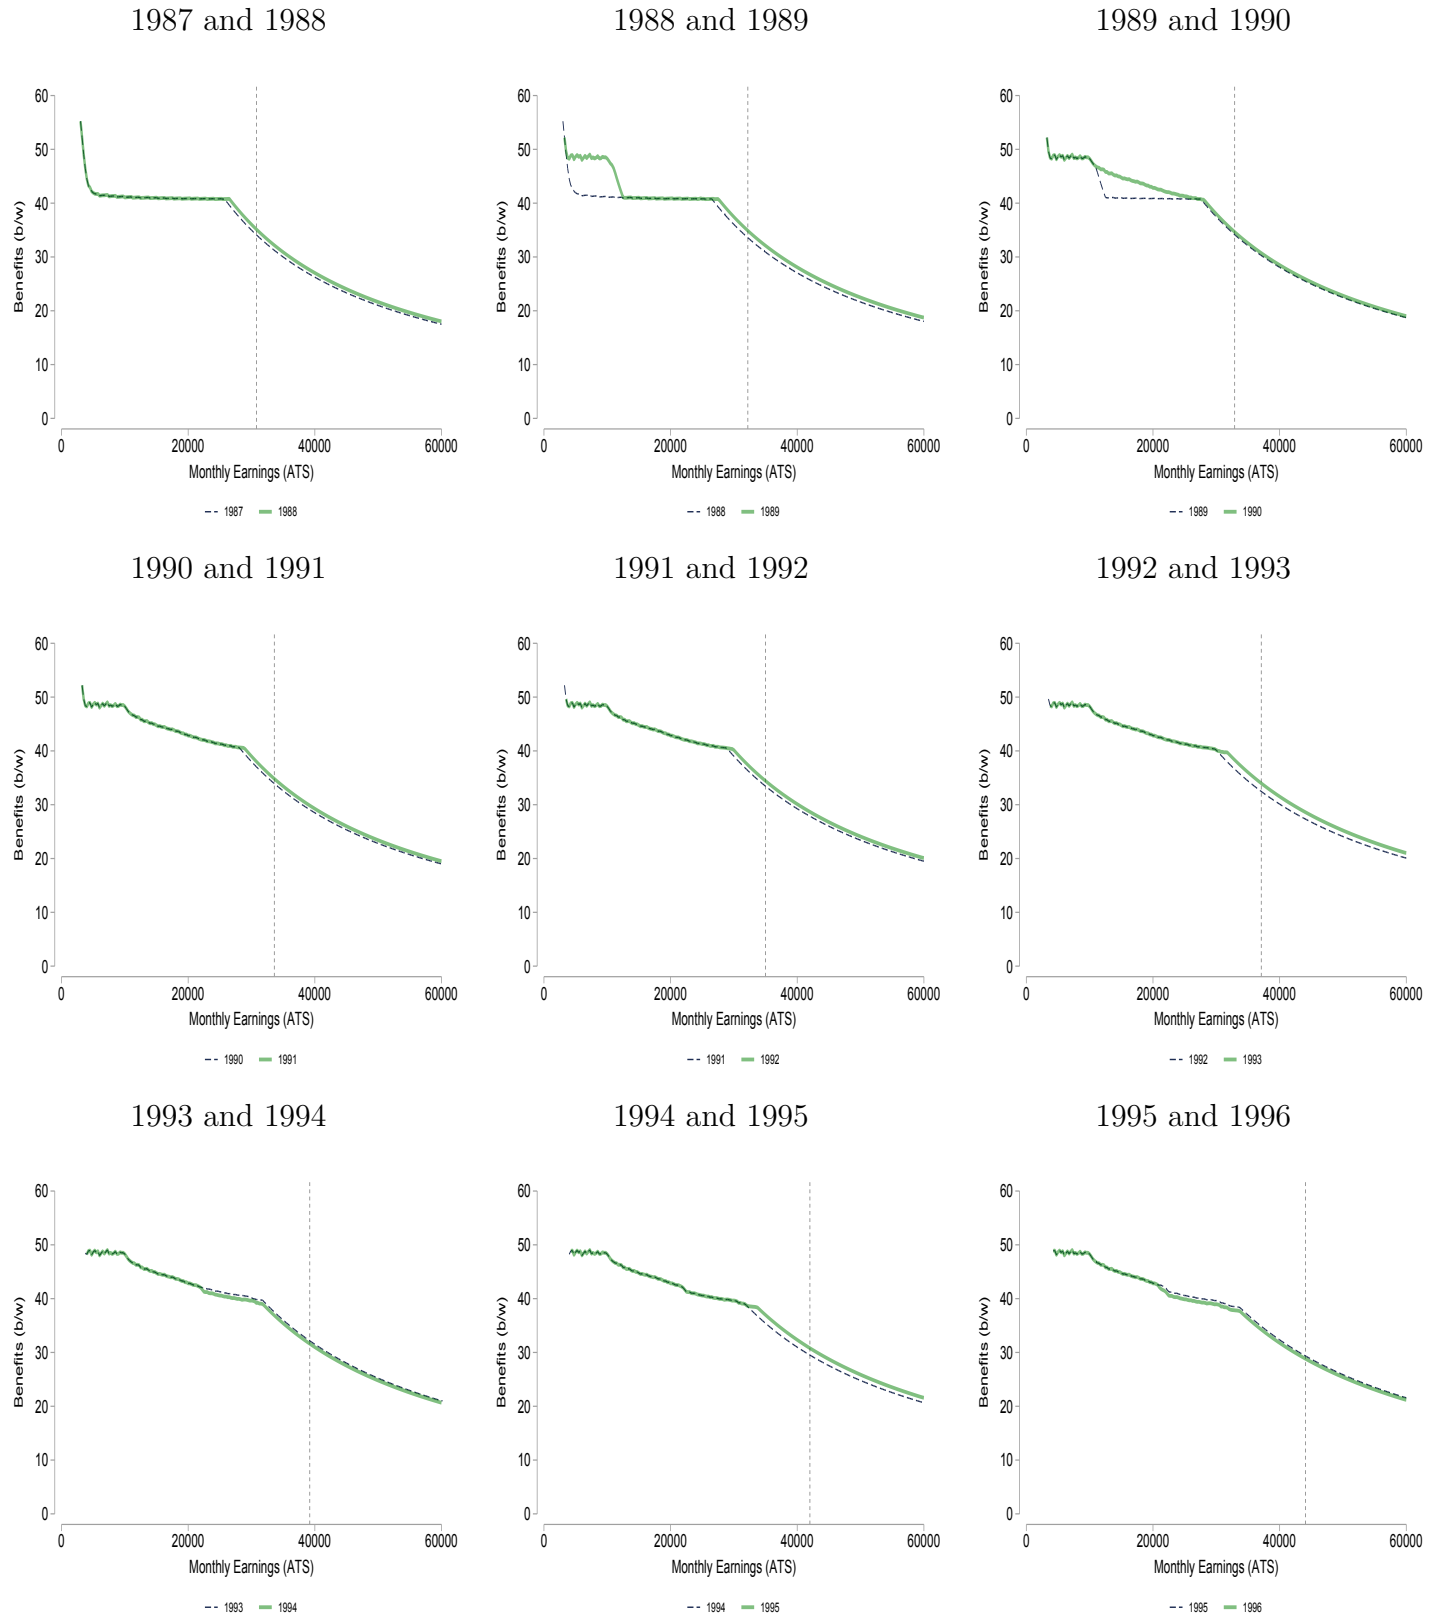 1987 and 1988
1988 and 1989
1989 and 1990
60
50
40
30
20
10
0
Benefits (b/w)
0 20000 40000 60000
Monthly Earnings (ATS)
1987 1988
60
50
40
30
20
10
0
Benefits (b/w)
0 20000 40000 60000
Monthly Earnings (ATS)
1988 1989
60
50
40
30
20
10
0
Benefits (b/w)
0 20000 40000 60000
Monthly Earnings (ATS)
1989 1990
1990 and 1991
1991 and 1992
1992 and 1993
60
50
40
30
20
10
0
Benefits (b/w)
0 20000 40000 60000
Monthly Earnings (ATS)
1990 1991
60
50
40
30
20
10
0
Benefits (b/w)
0 20000 40000 60000
Monthly Earnings (ATS)
1991 1992
60
50
40
30
20
10
0
Benefits (b/w)
0 20000 40000 60000
Monthly Earnings (ATS)
1992 1993
1993 and 1994
1994 and 1995
1995 and 1996
60
50
40
30
20
10
0
Benefits (b/w)
0 20000 40000 60000
Monthly Earnings (ATS)
1993 1994
60
50
40
30
20
10
0
Benefits (b/w)
0 20000 40000 60000
Monthly Earnings (ATS)
1994 1995
60
50
40
30
20
10
0
Benefits (b/w)
0 20000 40000 60000
Monthly Earnings (ATS)
1995 1996